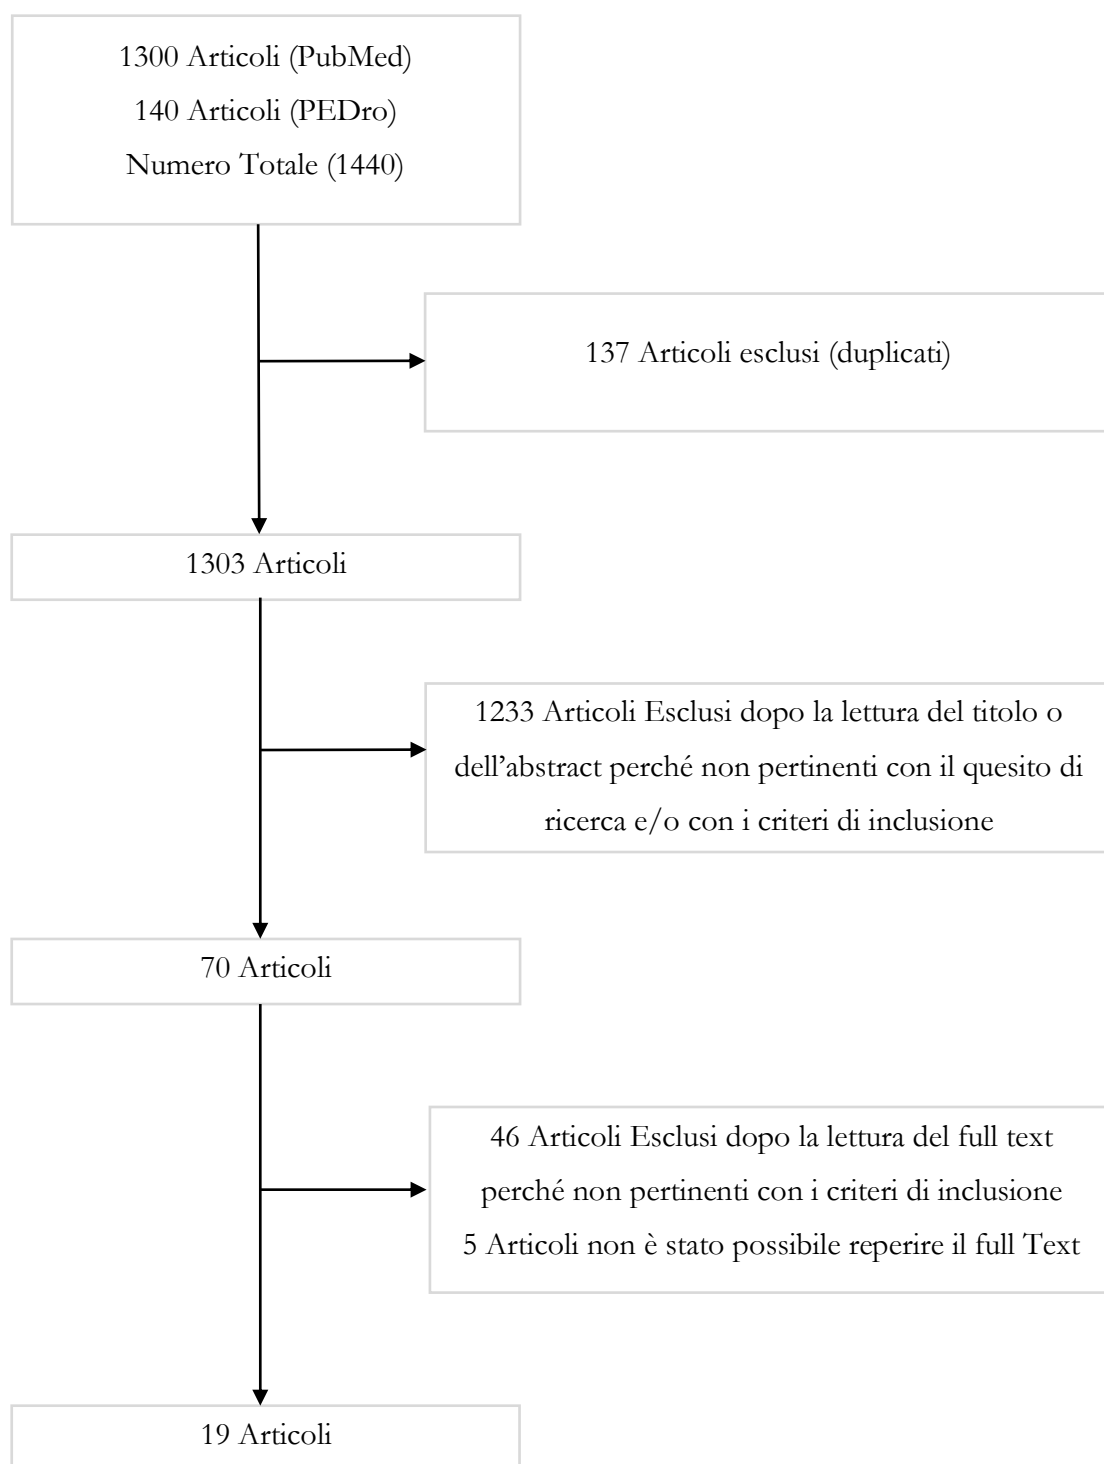 1300 Articoli (PubMed)
140 Articoli (PEDro)
Numero Totale (1440)
137 Articoli esclusi (duplicati)
1303 Articoli
1233 Articoli Esclusi dopo la lettura del titolo o
dell’abstract perché non pertinenti con il quesito di
ricerca e/o con i criteri di inclusione
70 Articoli
46 Articoli Esclusi dopo la lettura del full text
perché non pertinenti con i criteri di inclusione
5 Articoli non è stato possibile reperire il full Text
19 Articoli